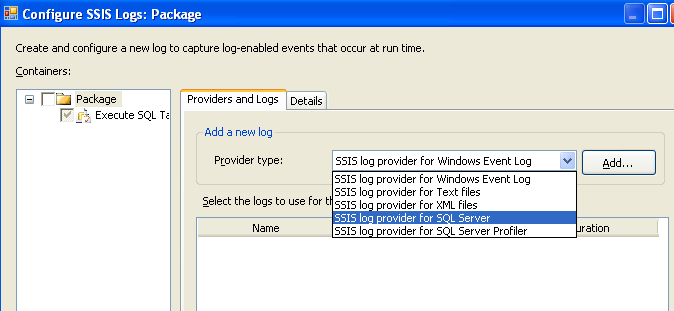 Configure SSIS Logs: Package
Create and configure a new log to capture log-enabled events that occur at run time.
Containers:
Package
Execute SQL Ta
Providers and Logs
Details
Add a new log
Provider type:
SSIS log provider for Windows Event Log
Add...
SSIS log provider for Windows Event Log
SSIS log provider for Text files
SSIS log provider for XML files
SSIS log provider for SQL Server
SSIS log provider for SQL Server Profiler
Select the logs to use for th
Name
uration